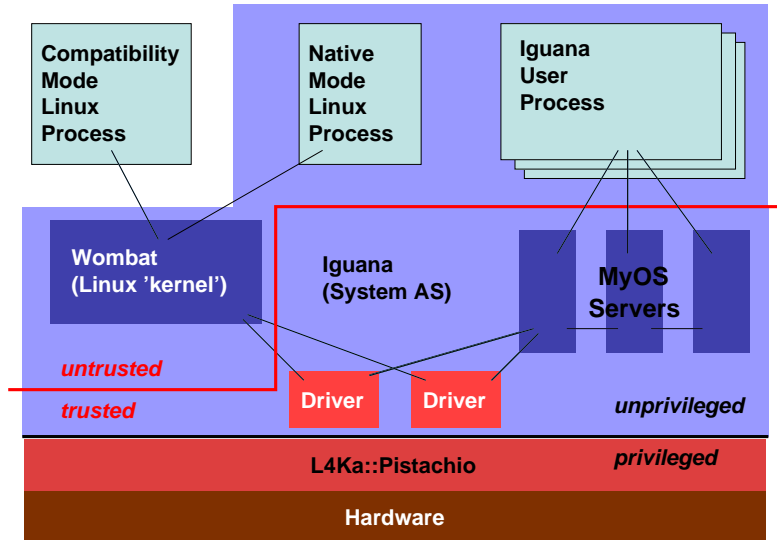 Compatibility
Mode
Linux
Process
Native
Mode
Linux
Process
Iguana
User
Process
Wombat
(Linux ’kernel’)
Iguana
(System AS)
MyOS
Servers
untrusted
trusted
Driver
Driver
unprivileged
privileged
L4Ka::Pistachio
Hardware